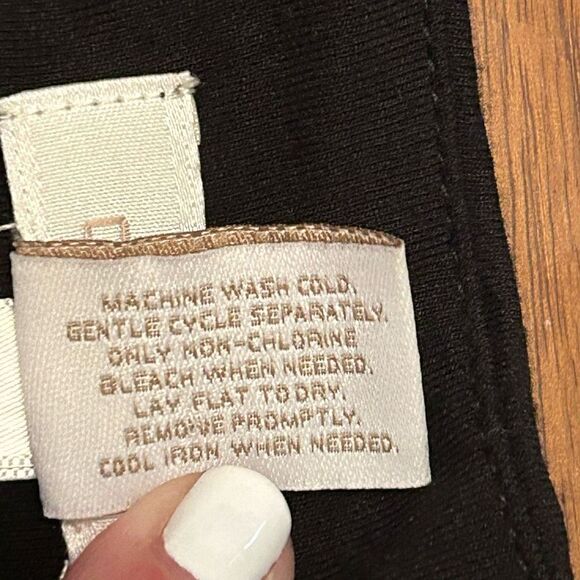 MACHINE WASH COLD.
GENTLE CYCLE SEPARATELY.
ONLY NON-CHLORINE
BLEACH WHEN NEEDED.
LAY FLAT TO DRY.
REMOVE PROMPTLY.
COOL IRON WHEN NEEDED.